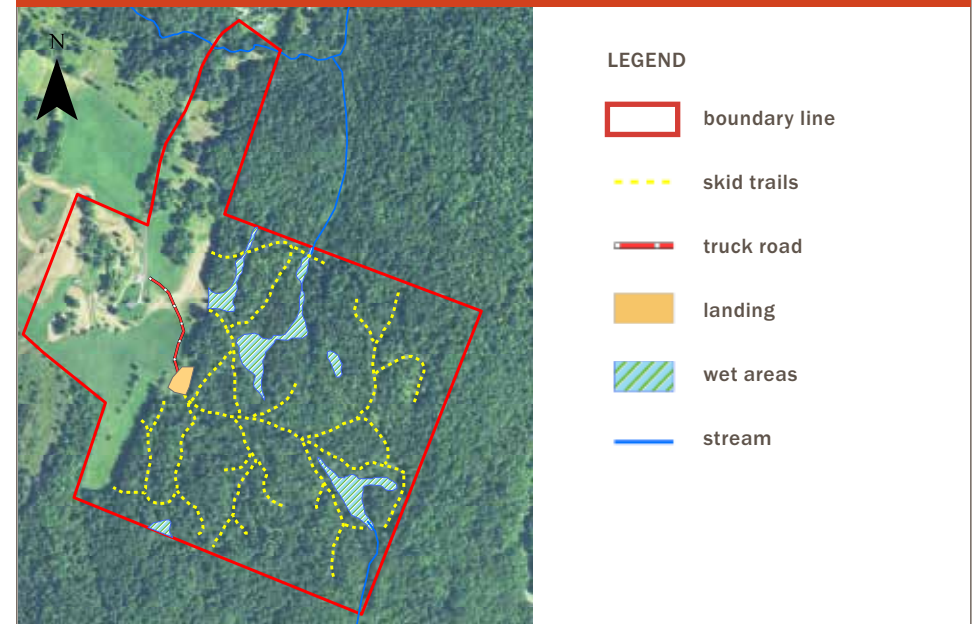 N
LEGEND
boundary line
skid trails
truck road
landing
wet areas
stream